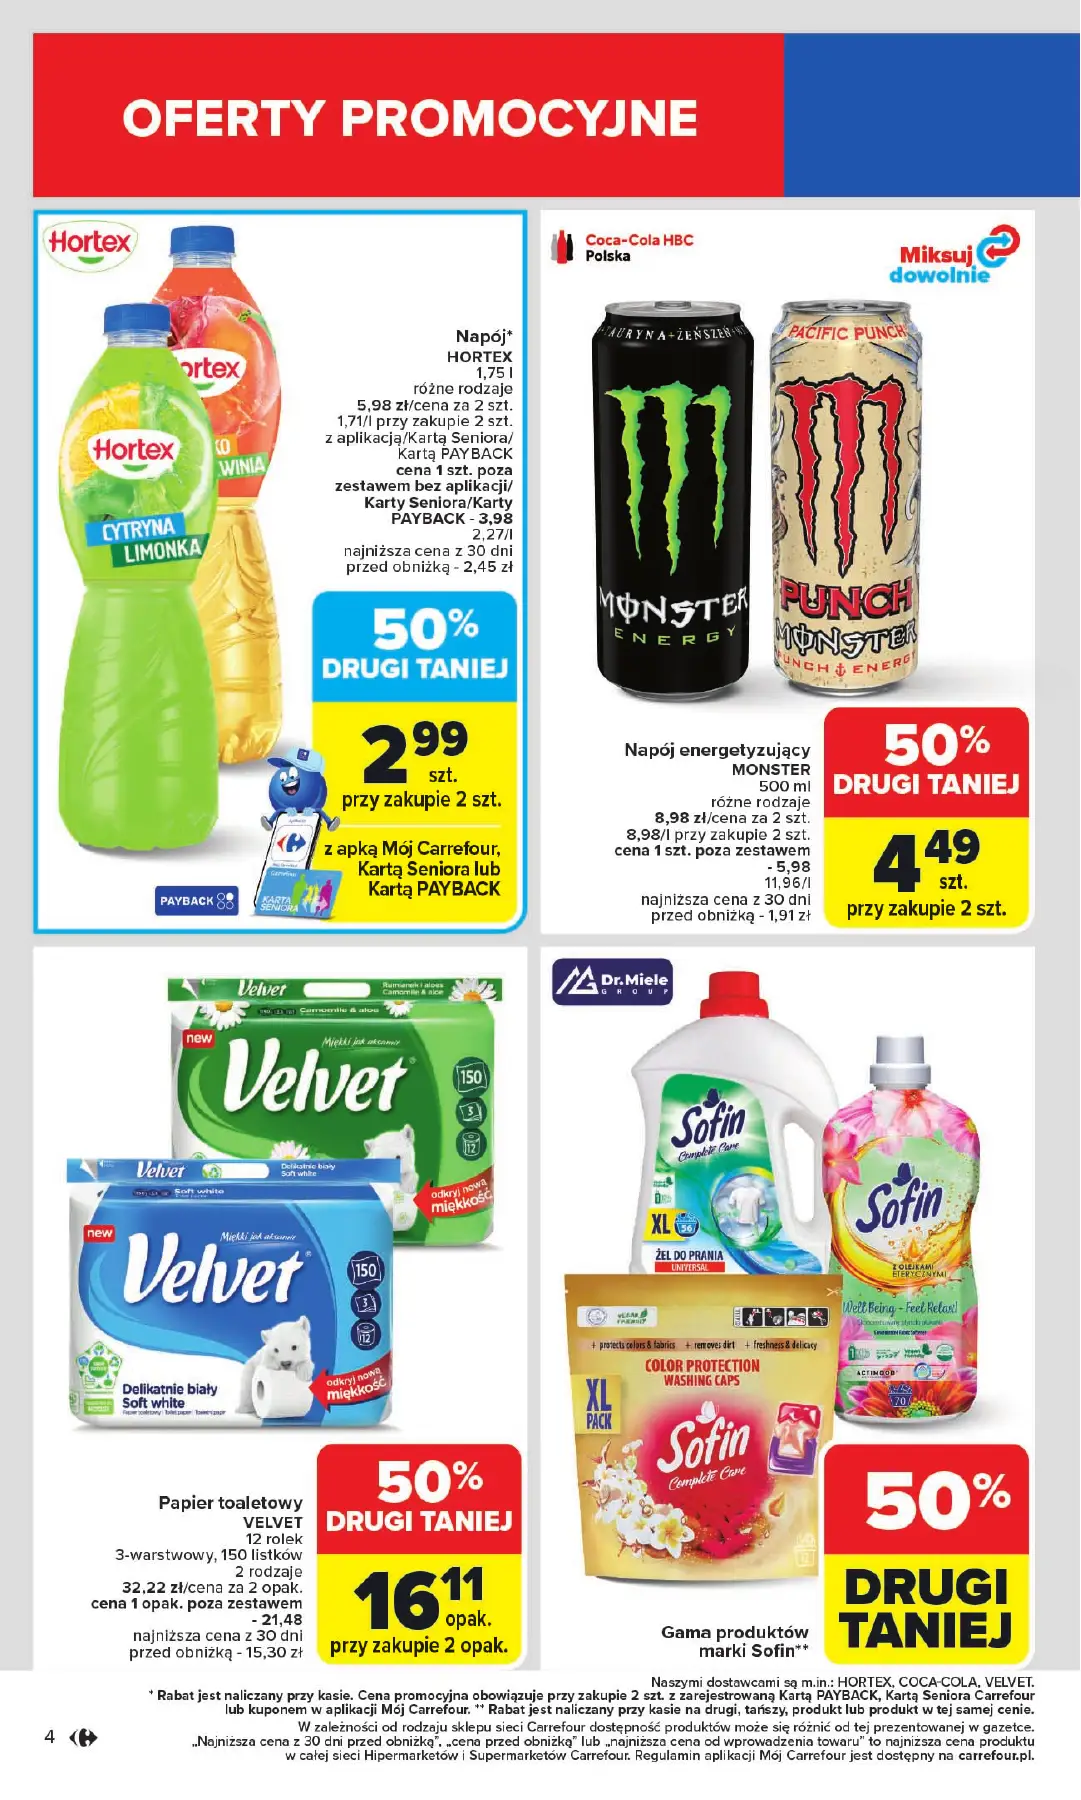 OFERTY PROMOCYJNE
Hortex
Hortex
CYTRYNA
LIMONKA
WINIA
Napój*
HORTEX
1,75 l
różne rodzaje
5,98 zł/cena za 2 szt.
1,71/l przy zakupie 2 szt.
z aplikacją/Kartą Seniora/
Kartą PAYBACK
cena 1 szt. poza
zestawem bez aplikacji/
Karty Seniora/Karty
PAYBACK - 3,98
2,27/l
najniższa cena z 30 dni
przed obniżką - 2,45 zł
50%
DRUGI TANIEJ
2 99
szt.
przy zakupie 2 szt.
z apką Mój Carrefour,
Kartą Seniora lub
Kartą PAYBACK
PAYBACK
KARTA
SENIORA
Coca-Cola HBC
Polska
Miksuj
dowolnie
TAURYNA+ŻEŃSZEŃ
MONSTER
ENERGY
PACIFIC PUNCH
PUNCH
MONSTER
PUNCH ENERGY
Napój energetyzujący
MONSTER
500 ml
różne rodzaje
8,98 zł/cena za 2 szt.
8,98/l przy zakupie 2 szt.
cena 1 szt. poza zestawem
- 5,98
11,96/l
najniższa cena z 30 dni
przed obniżką - 1,91 zł
50%
DRUGI TANIEJ
4 49
szt.
przy zakupie 2 szt.
Velvet
Rumianek i aloes
Camomile & aloe
Camomile & aloe
new
Miękki jak aksamit
Velvet
150
3
12
odkryj nową
miękkość
Velvet
Delikatnie biały
Soft white
Soft white
new
Miękki jak aksamit
Velvet
150
3
12
Delikatnie biały
Soft white
odkryj nową
miękkość
Papier toaletowy
VELVET
12 rolek
3-warstwowy, 150 listków
2 rodzaje
32,22 zł/cena za 2 opak.
cena 1 opak. poza zestawem
- 21,48
najniższa cena z 30 dni
przed obniżką - 15,30 zł
50%
DRUGI TANIEJ
16 11
opak.
przy zakupie 2 opak.
Dr.Miele
GROUP
Sofin
Complete Care
XL
56
ŻEL DO PRANIA
UNIVERSAL
Sofin
Z OLEJKAMI
ETERYCZNYMI
Well Being - Feel Relax!
70
VEGAN
FRIENDLY
+ protects colors & fabrics + removes dirt + freshness & delicacy
COLOR PROTECTION
WASHING CAPS
XL
PACK
Sofin
Complete Care
Gama produktów
marki Sofin**
50%
DRUGI
TANIEJ
Naszymi dostawcami są m.in.: HORTEX, COCA-COLA, VELVET.
* Rabat jest naliczany przy kasie. Cena promocyjna obowiązuje przy zakupie 2 szt. z zarejestrowaną Kartą PAYBACK, Kartą Seniora Carrefour
lub kuponem w aplikacji Mój Carrefour. ** Rabat jest naliczany przy kasie na drugi, tańszy, produkt lub produkt w tej samej cenie.
W zależności od rodzaju sklepu sieci Carrefour dostępność produktów może się różnić od tej prezentowanej w gazetce.
„Najniższa cena z 30 dni przed obniżką”, „cena przed obniżką” lub „najniższa cena od wprowadzenia towaru” to najniższa cena produktu
w całej sieci Hipermarketów i Supermarketów Carrefour. Regulamin aplikacji Mój Carrefour jest dostępny na carrefour.pl.
4